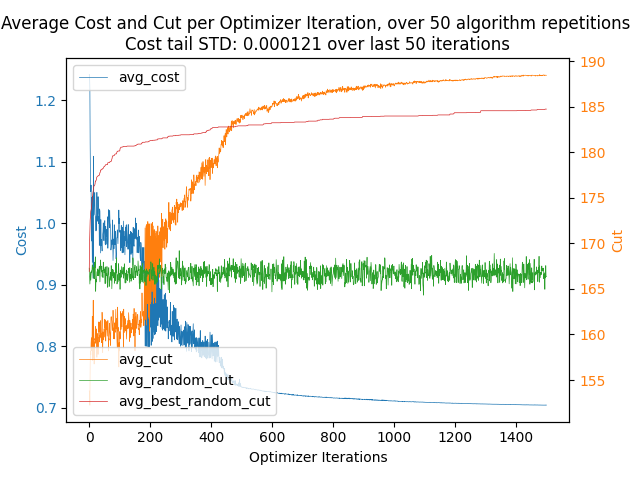 Average Cost and Cut per Optimizer Iteration, over 50 algorithm repetitions
Cost tail STD: 0.000121 over last 50 iterations
avg_cost
1.2
1.1
1.0
0.9
0.8
0.7
Cost
190
185
180
175
170
165
160
155
Cut
avg_cut
avg_random_cut
avg_best_random_cut
0 200 400 600 800 1000 1200 1400
Optimizer Iterations